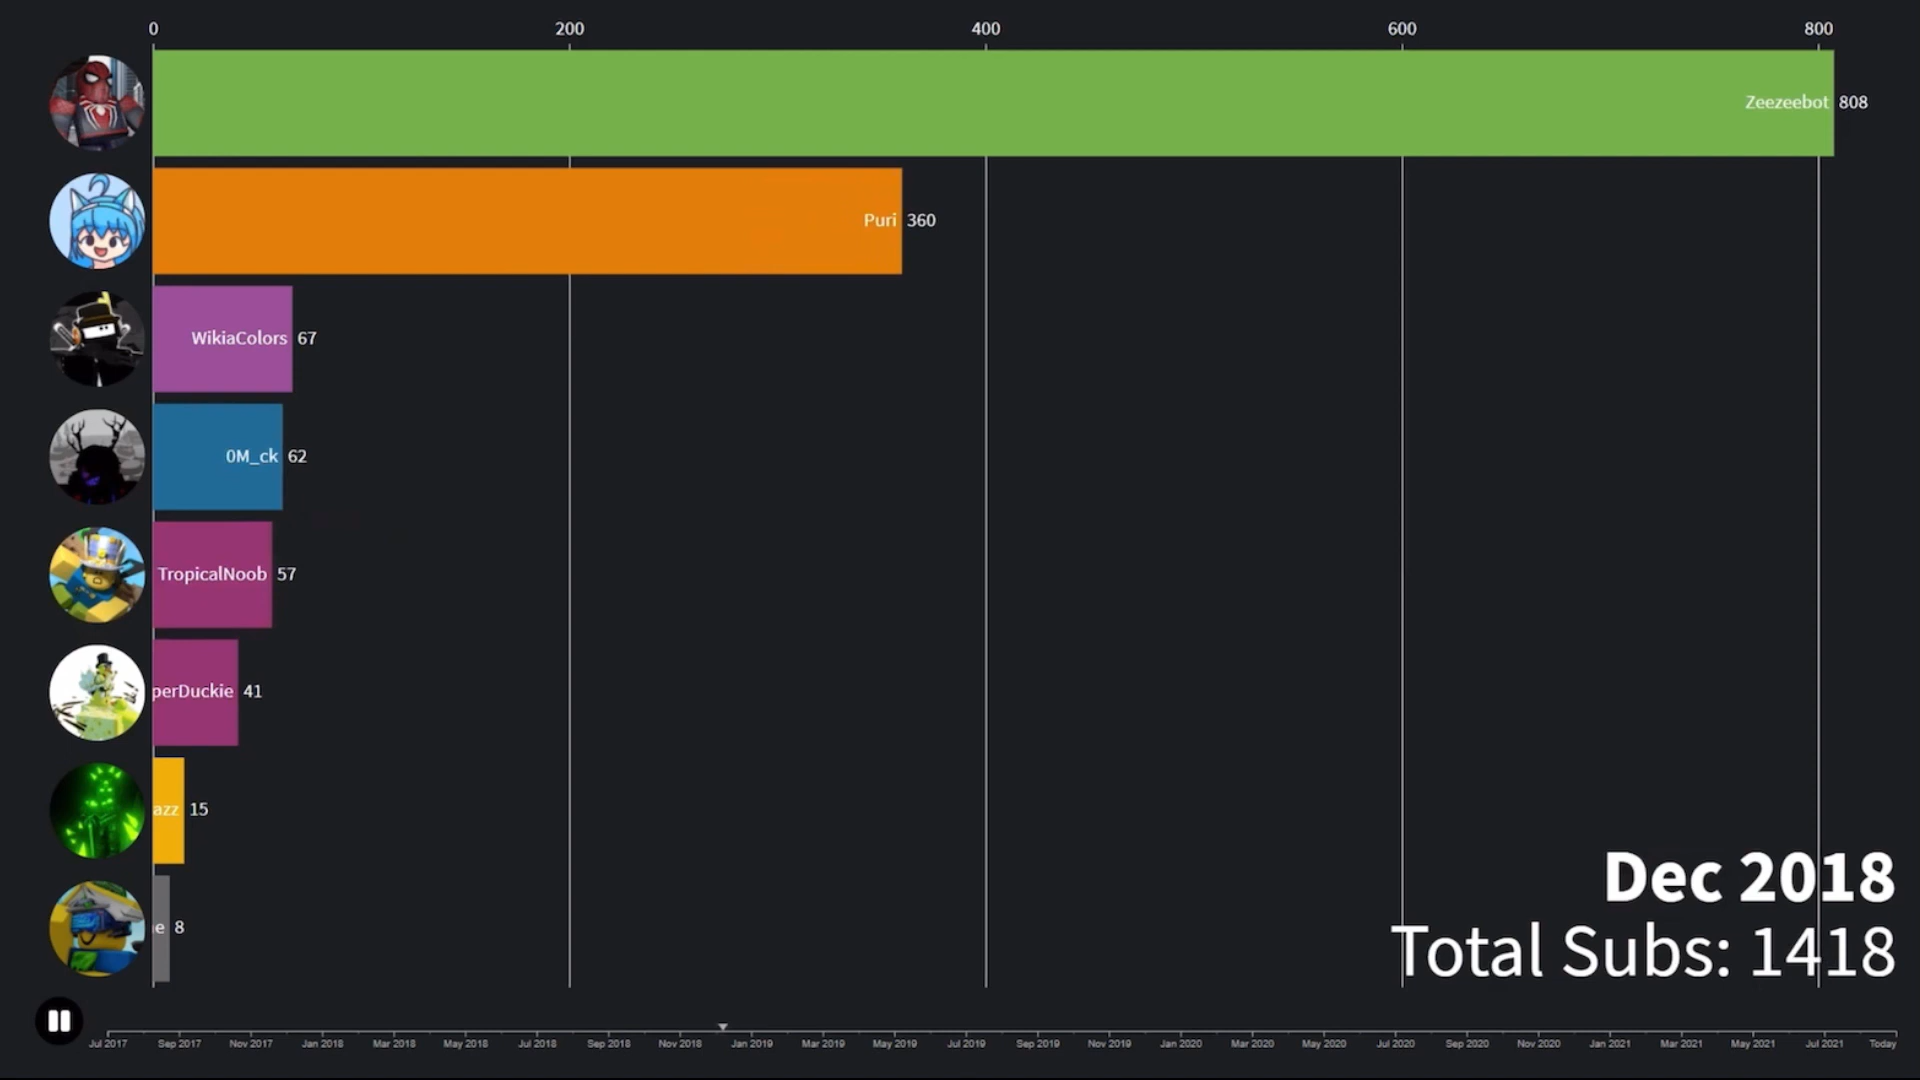 0 200 400 600 800
Zeezeebot 808
Puri 360
WikiaColors 67
0M_ck 62
TropicalNoob 57
perDuckie 41
azz 15
e 8
Dec 2018
Total Subs: 1418
Jul 2017 Sep 2017 Nov 2017 Jan 2018 Mar 2018 May 2018 Jul 2018 Sep 2018 Nov 2018 Jan 2019 Mar 2019 May 2019 Jul 2019 Sep 2019 Nov 2019 Jan 2020 Mar 2020 May 2020 Jul 2020 Sep 2020 Nov 2020 Jan 2021 Mar 2021 May 2021 Jul 2021 Today